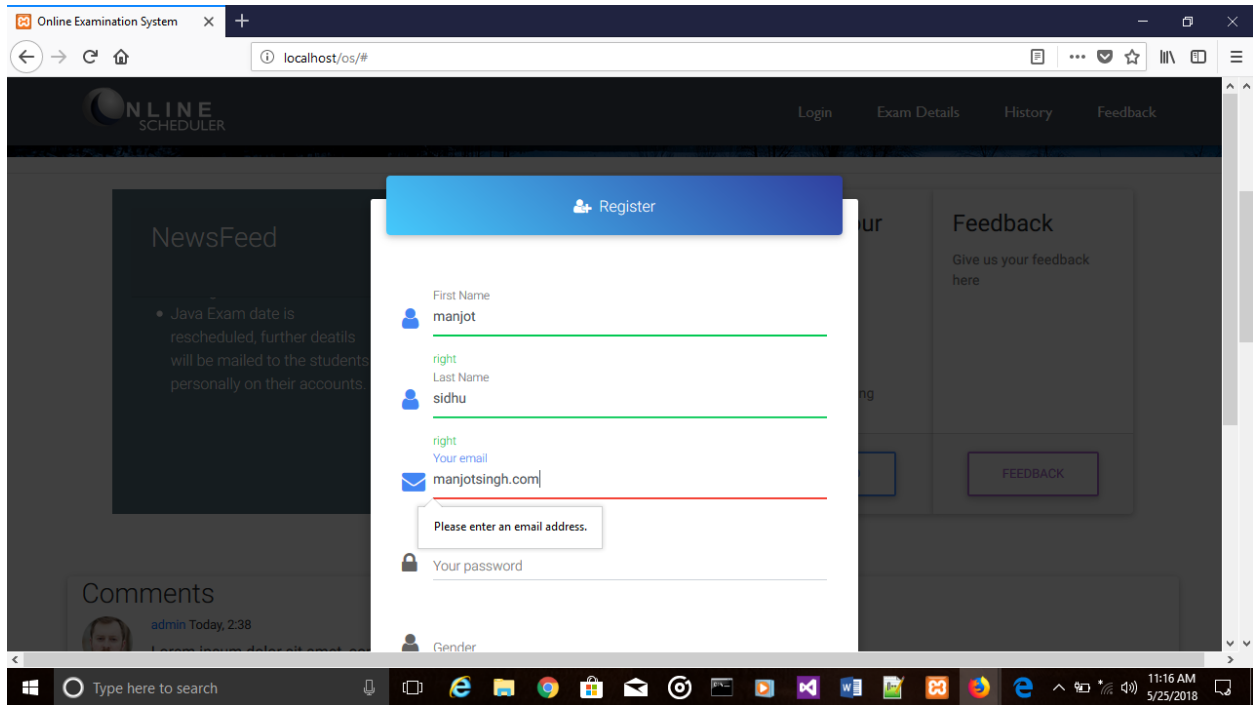 Online Examination System
localhost/os/#
ONLINE
SCHEDULER
Login Exam Details History Feedback
Register
NewsFeed
Java Exam date is
rescheduled, further deatils
will be mailed to the students
personally on their accounts.
First Name
manjot
right
Last Name
sidhu
right
Your email
manjotsingh.com
Please enter an email address.
Your password
Gender
Feedback
Give us your feedback
here
FEEDBACK
Comments
admin Today, 2:38
Type here to search
11:16 AM
5/25/2018